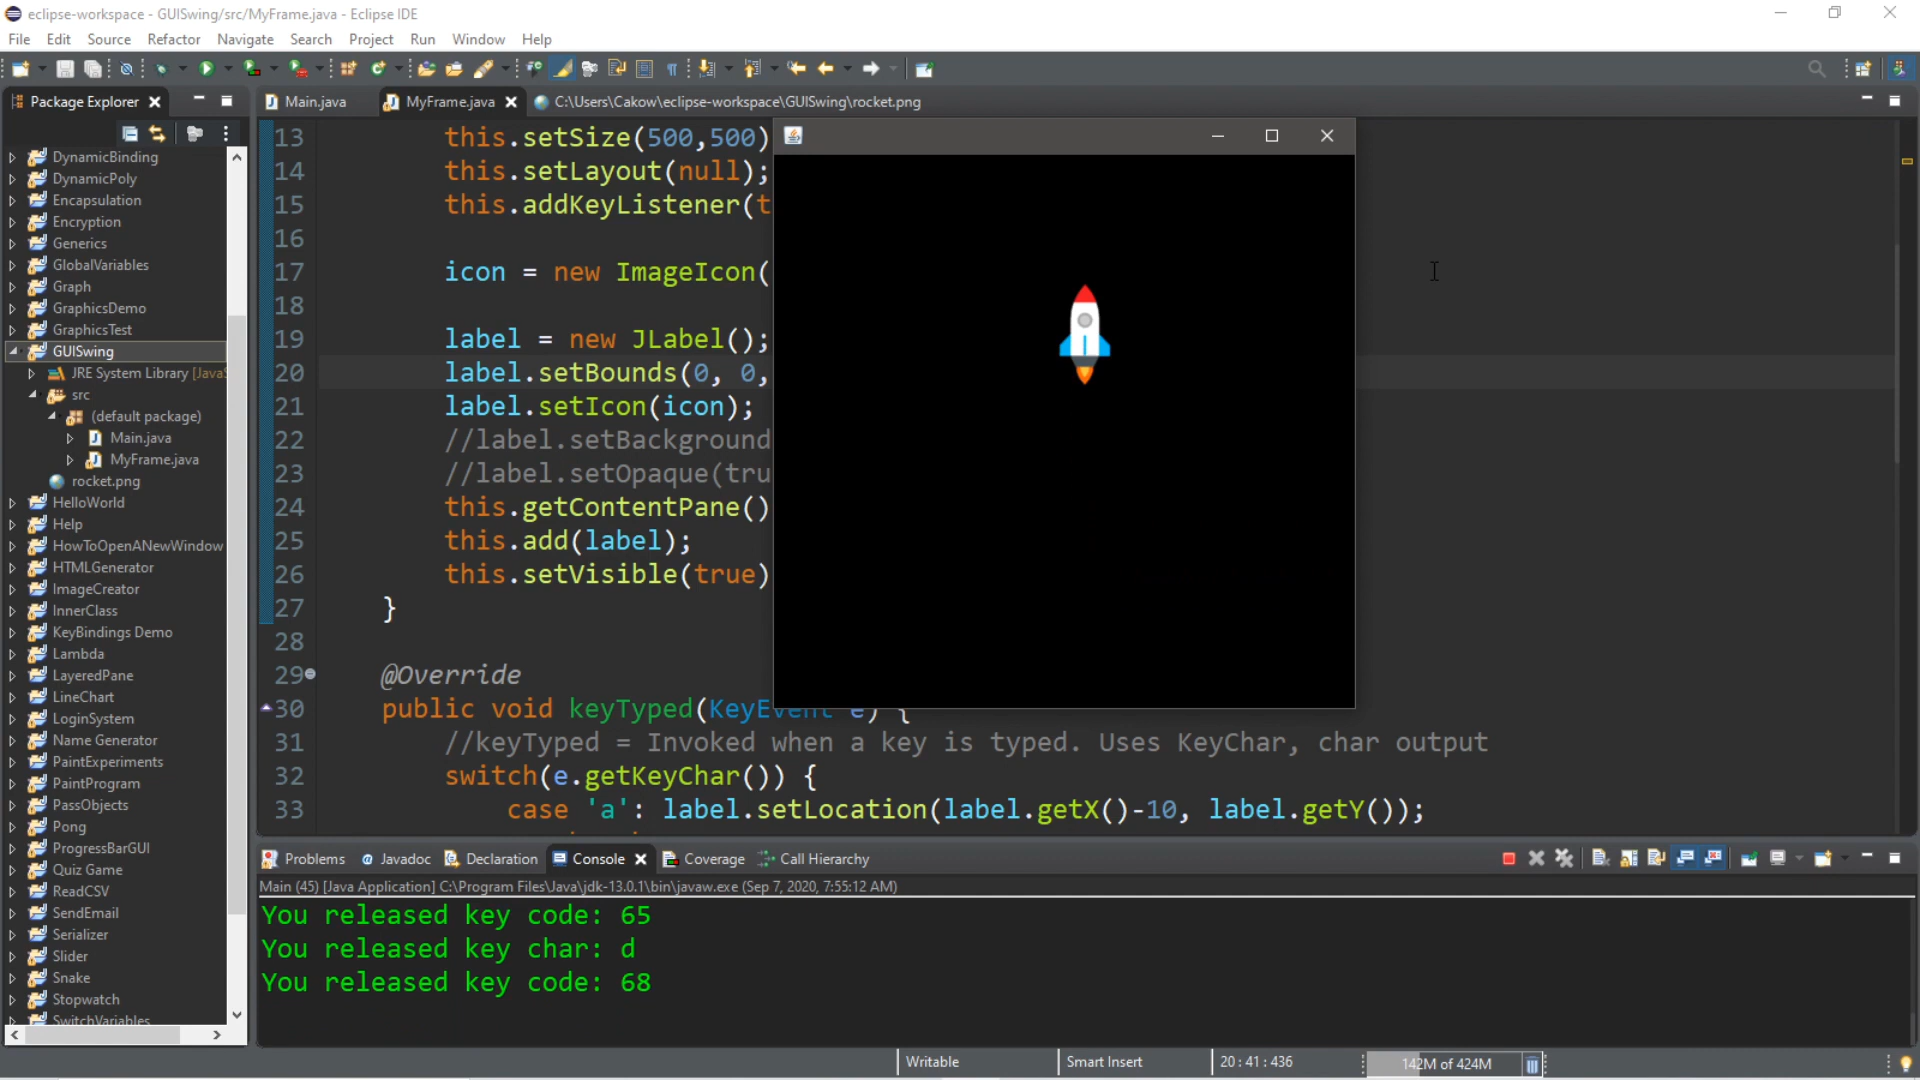 eclipse-workspace - GUISwing/src/MyFrame.java - Eclipse IDE
File Edit Source Refactor Navigate Search Project Run Window Help
Package Explorer
Main.java MyFrame.java C:\Users\Cakow\eclipse-workspace\GUISwing\rocket.png
DynamicBinding
DynamicPoly
Encapsulation
Encryption
Generics
GlobalVariables
Graph
GraphicsDemo
GraphicsTest
GUISwing
JRE System Library [JavaS
src
(default package)
Main.java
MyFrame.java
rocket.png
HelloWorld
Help
HowToOpenANewWindow
HTMLGenerator
ImageCreator
InnerClass
KeyBindings Demo
Lambda
LayeredPane
LineChart
LoginSystem
Name Generator
PaintExperiments
PaintProgram
PassObjects
Pong
ProgressBarGUI
Quiz Game
ReadCSV
SendEmail
Serializer
Slider
Snake
Stopwatch
SwitchVariables
13 this.setSize(500,500)
14 this.setLayout(null);
15 this.addKeyListener(t
16
17 icon = new ImageIcon(
18
19 label = new JLabel();
20 label.setBounds(0, 0,
21 label.setIcon(icon);
22 //label.setBackground
23 //label.setOpaque(tru
24 this.getContentPane()
25 this.add(label);
26 this.setVisible(true)
27 }
28
29 @Override
30 public void keyTyped(KeyEvent e) {
31 //keyTyped = Invoked when a key is typed. Uses KeyChar, char output
32 switch(e.getKeyChar()) {
33 case 'a': label.setLocation(label.getX()-10, label.getY());
Problems Javadoc Declaration Console Coverage Call Hierarchy
Main (45) [Java Application] C:\Program Files\Java\jdk-13.0.1\bin\javaw.exe (Sep 7, 2020, 7:55:12 AM)
You released key code: 65
You released key char: d
You released key code: 68
Writable Smart Insert 20 : 41 : 436 142M of 424M